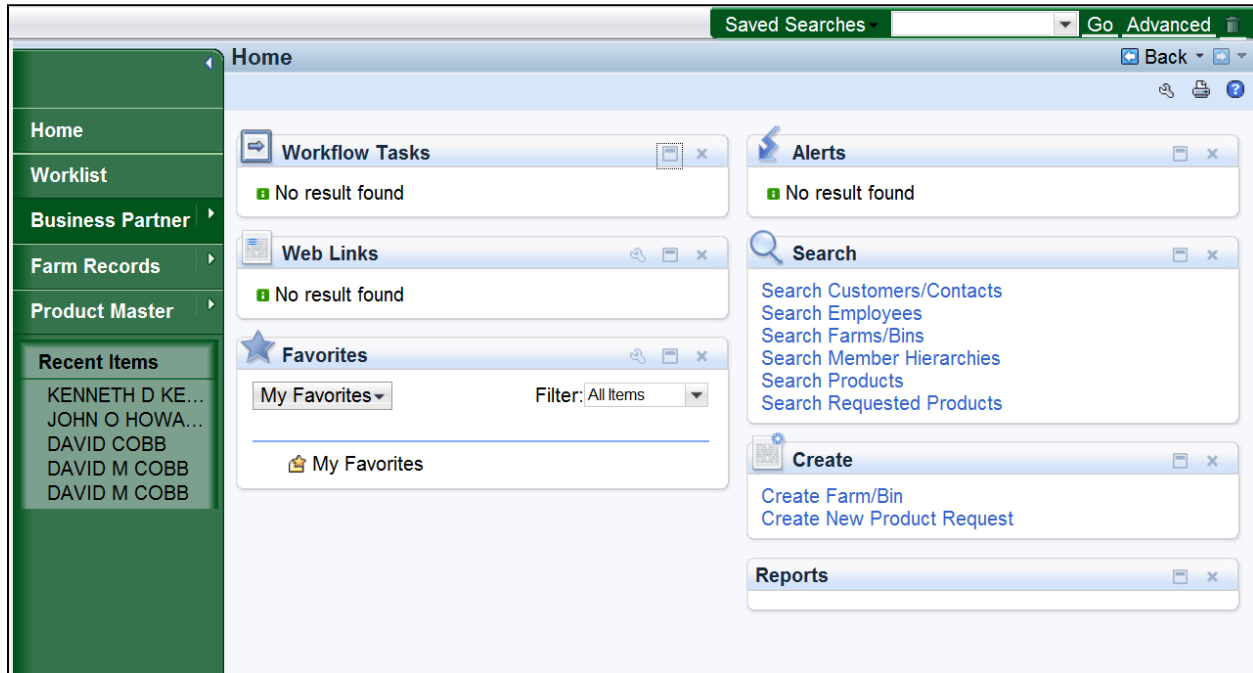 Saved Searches Go Advanced
Home
Back
Home
Worklist
Business Partner
Farm Records
Product Master
Recent Items
KENNETH D KE...
JOHN O HOWA...
DAVID COBB
DAVID M COBB
DAVID M COBB
Workflow Tasks
No result found
Web Links
No result found
Favorites
My Favorites
Filter: All Items
My Favorites
Alerts
No result found
Search
Search Customers/Contacts
Search Employees
Search Farms/Bins
Search Member Hierarchies
Search Products
Search Requested Products
Create
Create Farm/Bin
Create New Product Request
Reports